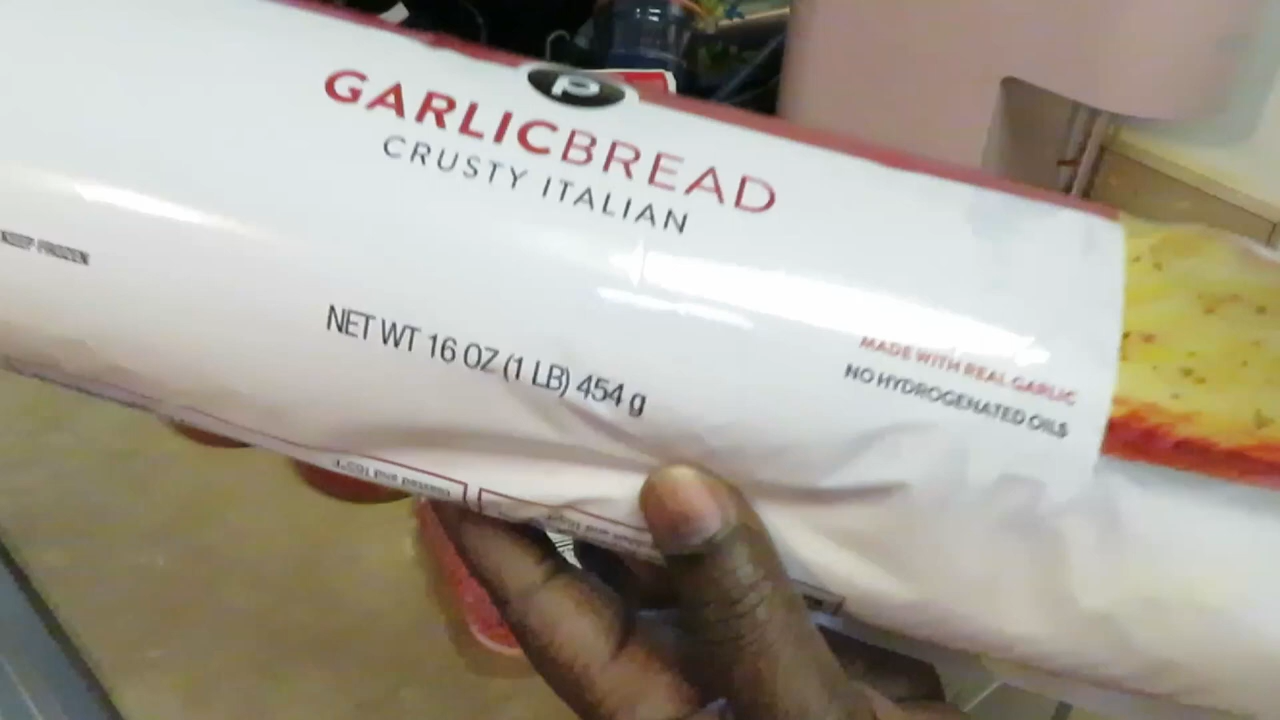 P
GARLICBREAD
CRUSTY ITALIAN
KEEP FROZEN
NET WT 16 OZ (1 LB) 454 g
MADE WITH REAL GARLIC
NO HYDROGENATED OILS